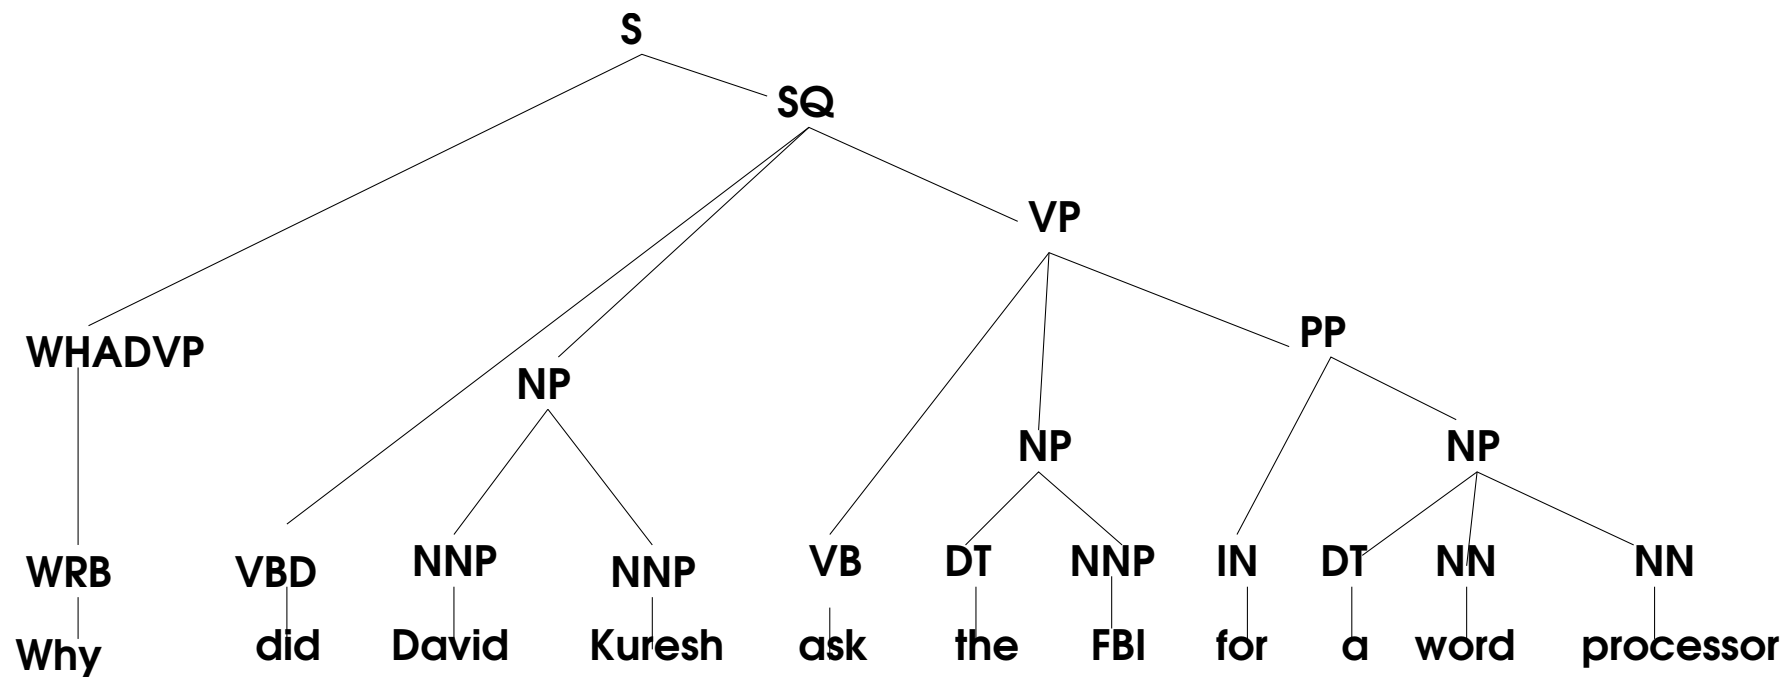 S
SQ
VP
WHADVP
PP
NP
NP NP
WRB VBD NNP NNP VB DT NNP IN DT NN NN
Why did David Kuresh ask the FBI for a word processor